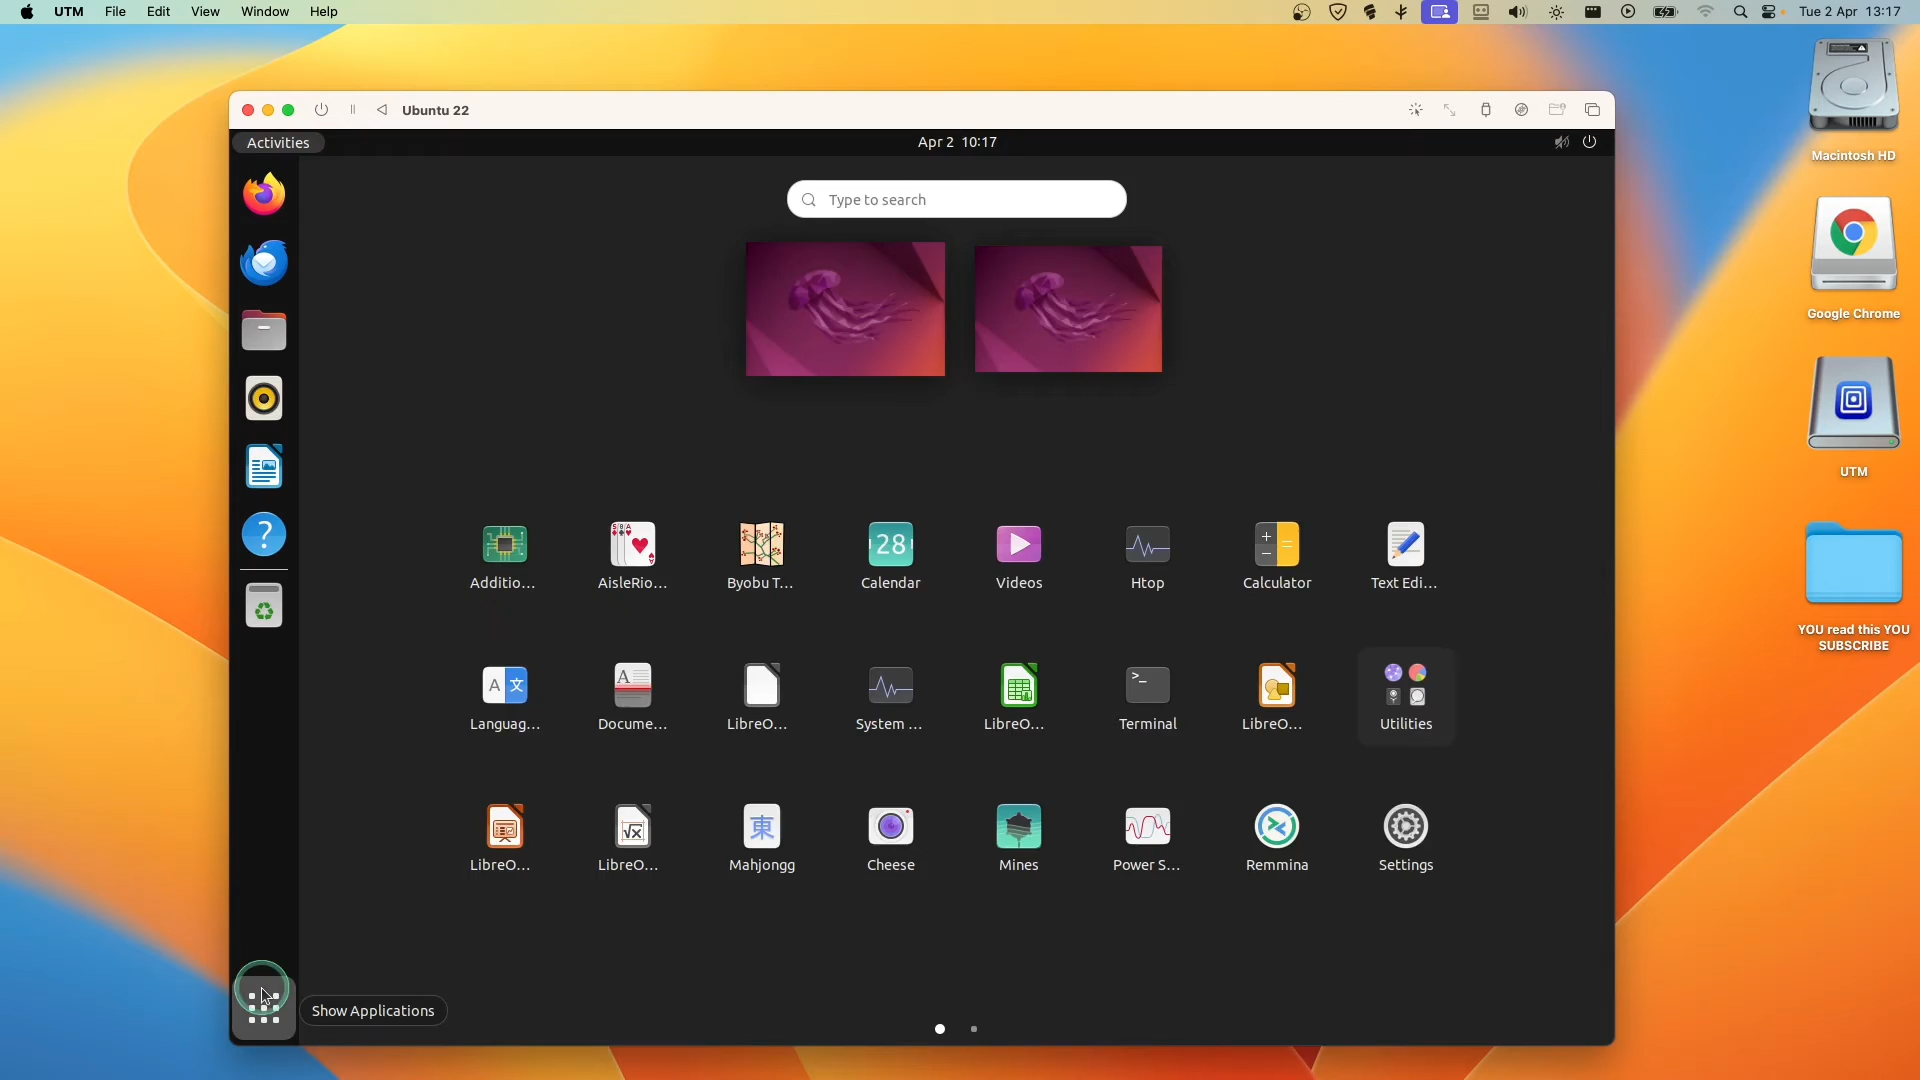 UTM File Edit View Window Help
Tue 2 Apr 13:17
Ubuntu 22
Activities
Apr 2 10:17
Type to search
Additio...
AisleRio...
Byobu T...
Calendar
Videos
Htop
Calculator
Text Edi...
Languag...
Docume...
LibreO...
System ...
LibreO...
Terminal
LibreO...
Utilities
LibreO...
LibreO...
Mahjongg
Cheese
Mines
Power S...
Remmina
Settings
Show Applications
Macintosh HD
Google Chrome
UTM
YOU read this YOU
SUBSCRIBE